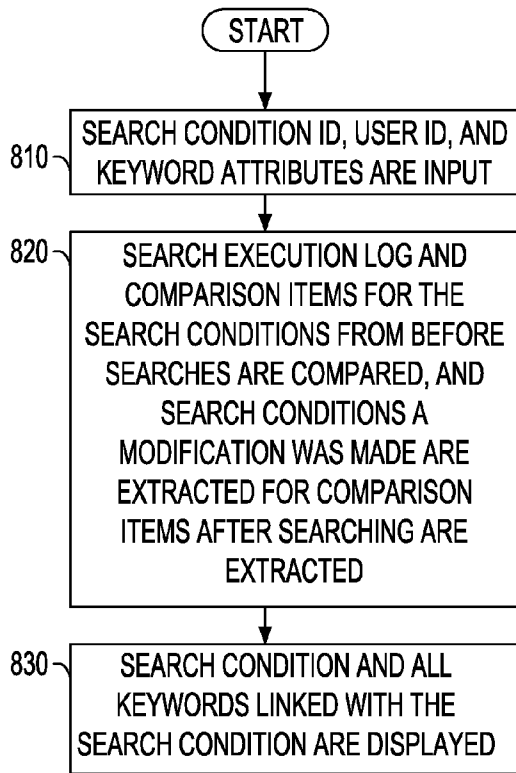 START
810
SEARCH CONDITION ID, USER ID, AND
KEYWORD ATTRIBUTES ARE INPUT
820
SEARCH EXECUTION LOG AND
COMPARISON ITEMS FOR THE
SEARCH CONDITIONS FROM BEFORE
SEARCHES ARE COMPARED, AND
SEARCH CONDITIONS A
MODIFICATION WAS MADE ARE
EXTRACTED FOR COMPARISON
ITEMS AFTER SEARCHING ARE
EXTRACTED
830
SEARCH CONDITION AND ALL
KEYWORDS LINKED WITH THE
SEARCH CONDITION ARE DISPLAYED